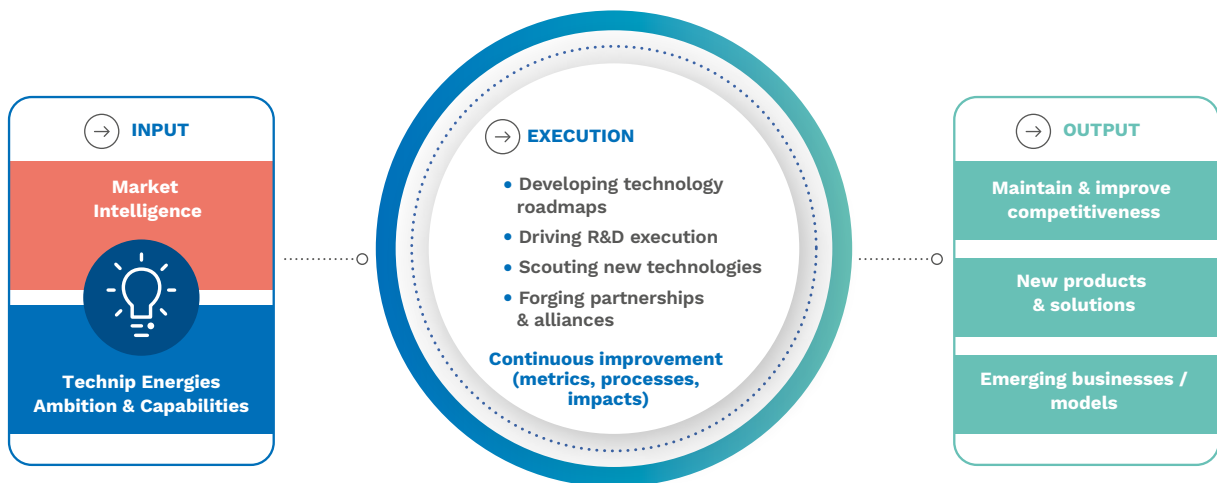 INPUT
Market
Intelligence
Technip Energies
Ambition & Capabilities
EXECUTION
• Developing technology
roadmaps
• Driving R&D execution
• Scouting new technologies
• Forging partnerships
& alliances
Continuous improvement
(metrics, processes,
impacts)
OUTPUT
Maintain & improve
competitiveness
New products
& solutions
Emerging businesses /
models